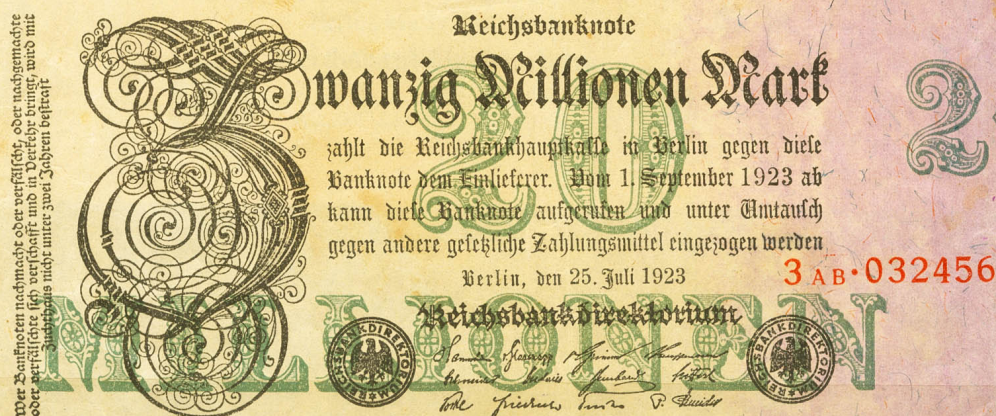 Wer Banknoten nachmacht oder verfälscht, oder nachgemachte
oder verfälschte sich verschafft und in Verkehr bringt, wird mit
Zuchthaus nicht unter zwei Jahren bestraft
Reichsbanknote
Zwanzig Millionen Mark
20
2
zahlt die Reichsbankhauptkasse in Berlin gegen diese
Banknote dem Einlieferer. Vom 1. September 1923 ab
kann diese Banknote aufgerufen und unter Umtausch
gegen andere gesetzliche Zahlungsmittel eingezogen werden
Berlin, den 25. Juli 1923
3 AB·032456
Reichsbankdirektorium
MILLIONEN
REICHSBANKDIREKTORIUM
REICHSBANKDIREKTORIUM